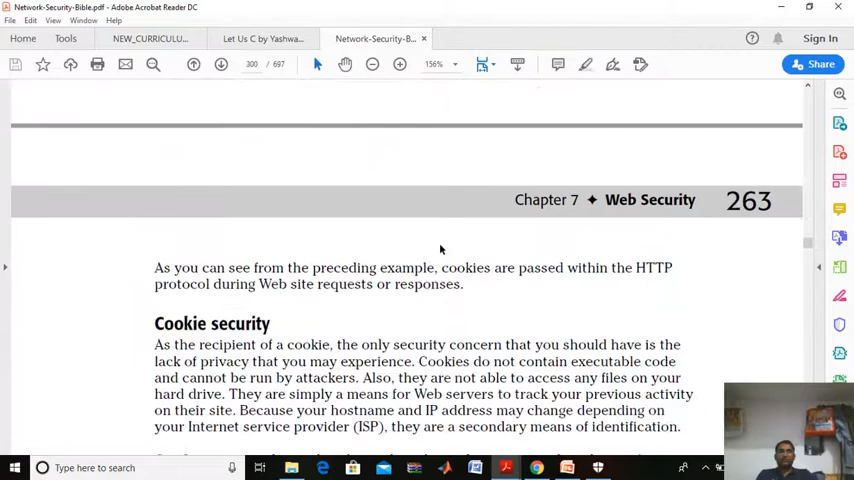 Network-Security-Bible.pdf - Adobe Acrobat Reader DC
File Edit View Window Help
Home Tools NEW_CURRICULU... Let Us C by Yashwa... Network-Security-B... × Sign In
300 / 697 156% Share
Chapter 7 ✦ Web Security 263
As you can see from the preceding example, cookies are passed within the HTTP
protocol during Web site requests or responses.
Cookie security
As the recipient of a cookie, the only security concern that you should have is the
lack of privacy that you may experience. Cookies do not contain executable code
and cannot be run by attackers. Also, they are not able to access any files on your
hard drive. They are simply a means for Web servers to track your previous activity
on their site. Because your hostname and IP address may change depending on
your Internet service provider (ISP), they are a secondary means of identification.
Type here to search